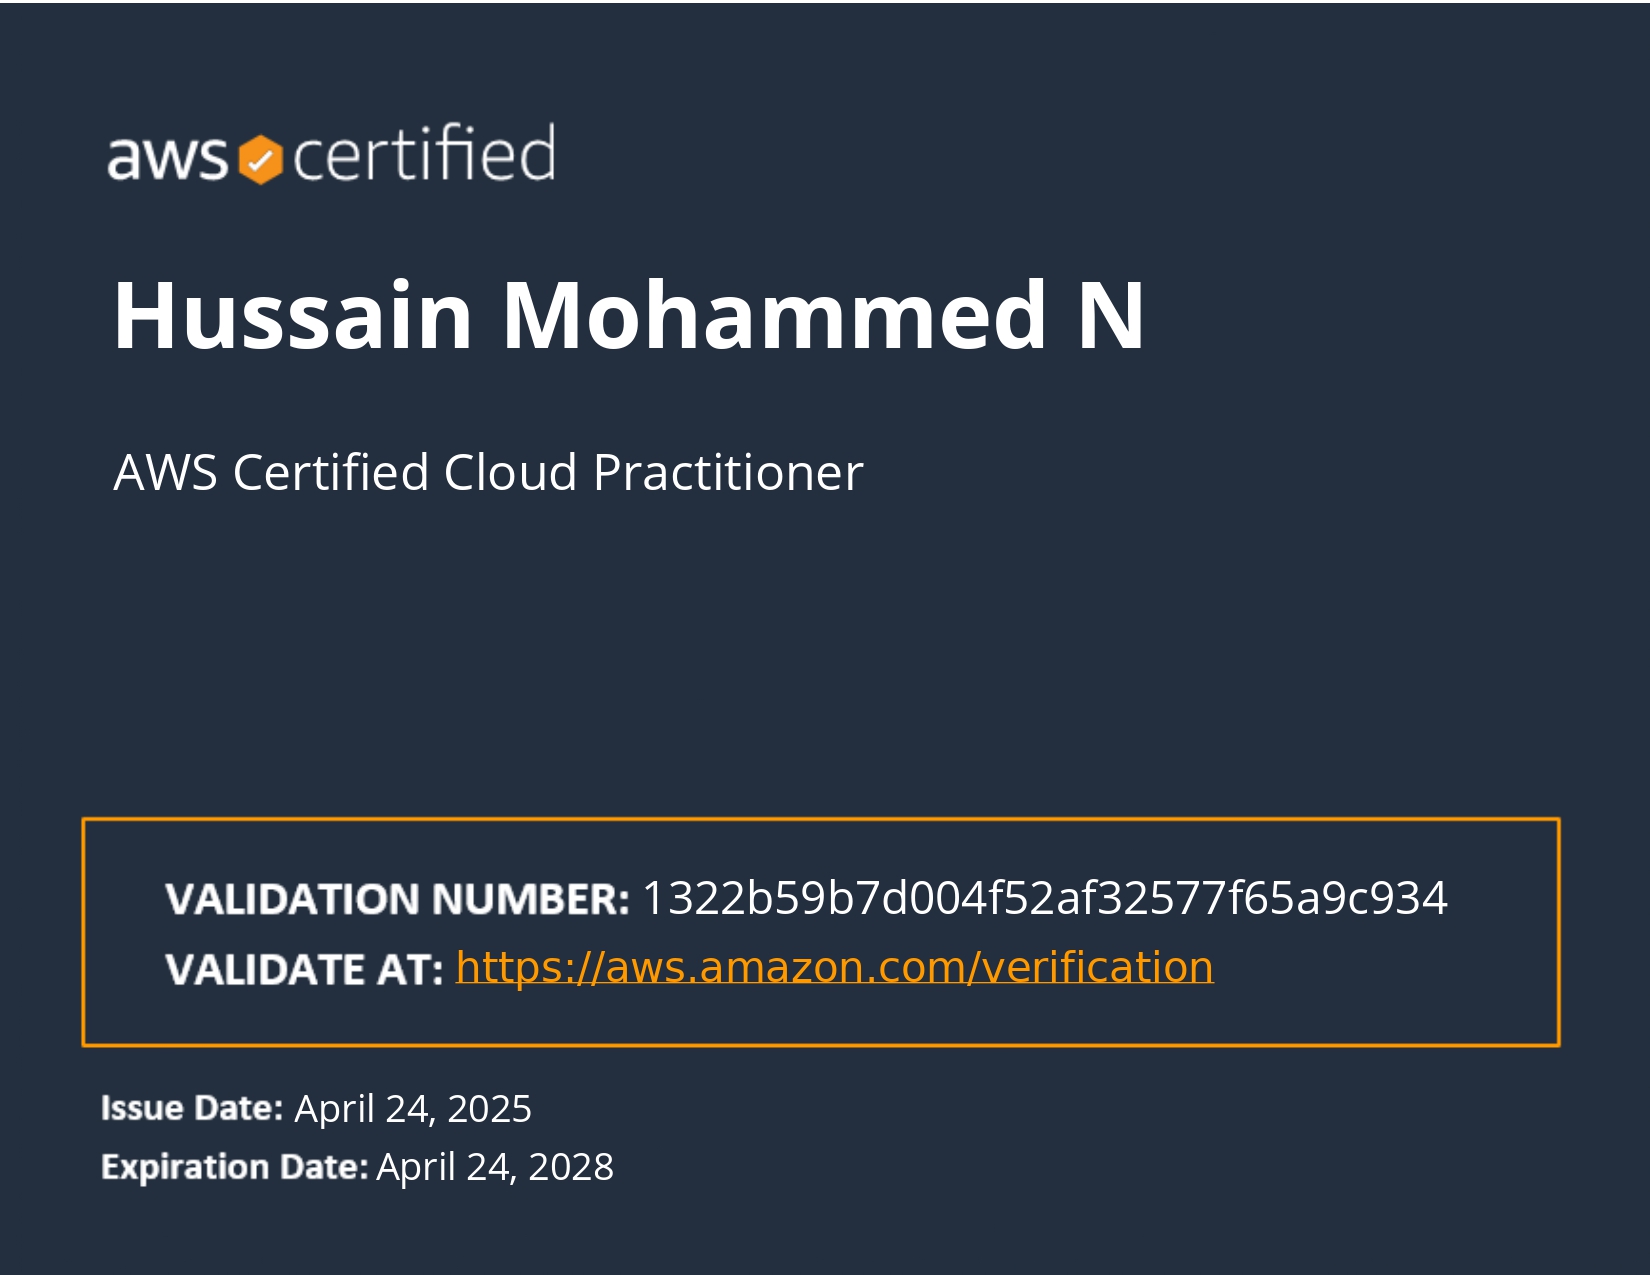 aws certified
Hussain Mohammed N
AWS Certified Cloud Practitioner
VALIDATION NUMBER: 1322b59b7d004f52af32577f65a9c934
VALIDATE AT: https://aws.amazon.com/verification
Issue Date: April 24, 2025
Expiration Date: April 24, 2028